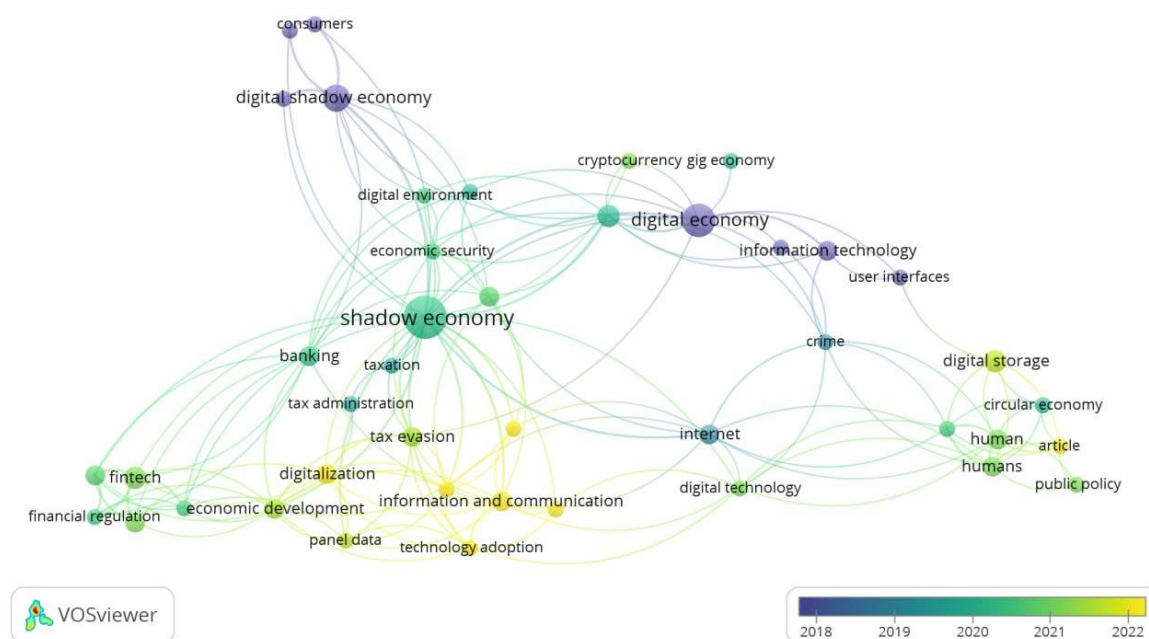 consumers
digital shadow economy
cryptocurrency
gig economy
digital environment
digital economy
economic security
information technology
user interfaces
shadow economy
crime
banking
taxation
digital storage
tax administration
circular economy
tax evasion
internet
human
article
humans
fintech
digitalization
digital technology
public policy
information and communication
financial regulation
economic development
panel data
technology adoption
VOSviewer
2018
2019
2020
2021
2022